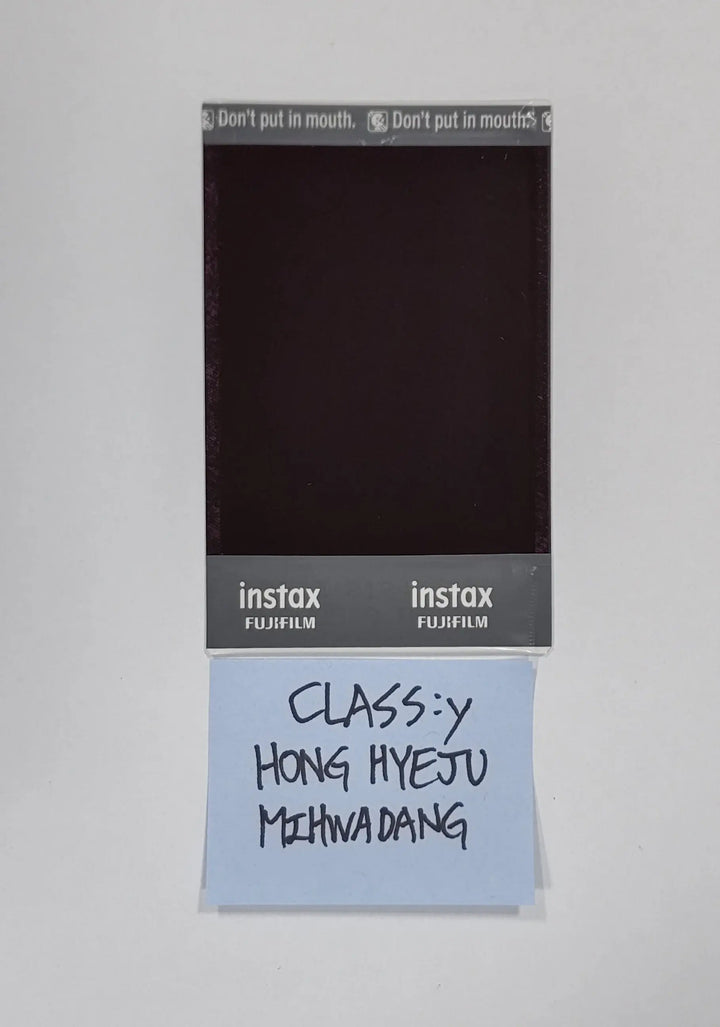 Don't put in mouth. Don't put in mouth.
instax instax
FUJIFILM FUJIFILM
CLASS:y
HONG HYEJU
MIHWADANG